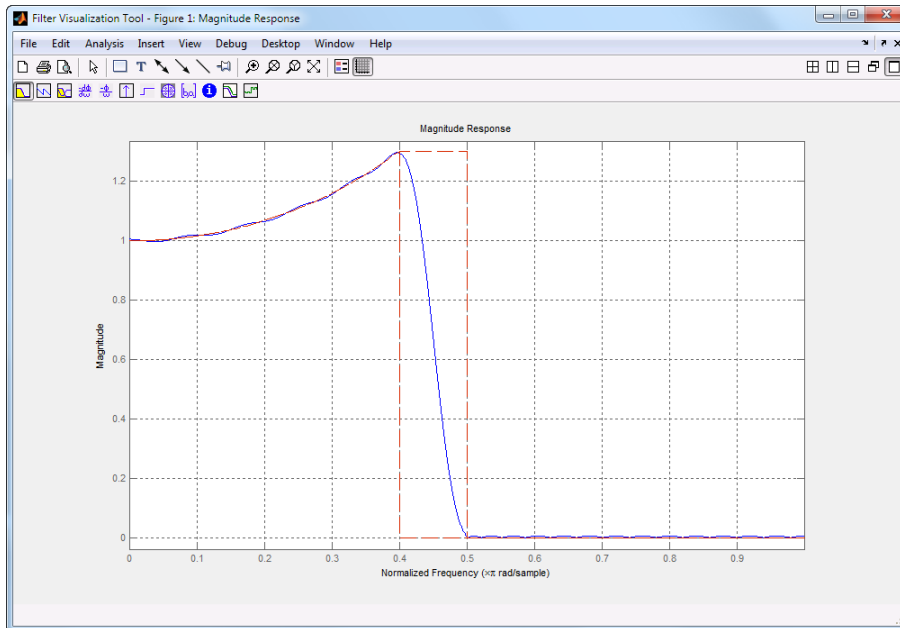 Filter Visualization Tool - Figure 1: Magnitude Response
File Edit Analysis Insert View Debug Desktop Window Help
Magnitude Response
Magnitude
1.2
1
0.8
0.6
0.4
0.2
0
0 0.1 0.2 0.3 0.4 0.5 0.6 0.7 0.8 0.9
Normalized Frequency (×π rad/sample)